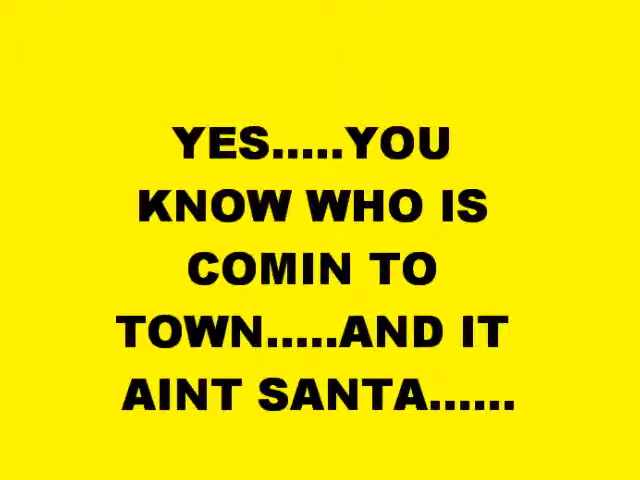 YES.....YOU
KNOW WHO IS
COMIN TO
TOWN.....AND IT
AINT SANTA......